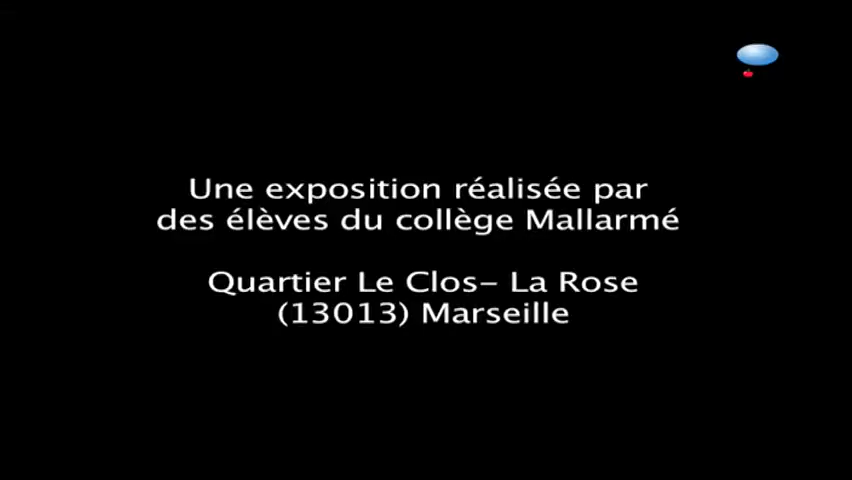 Une exposition réalisée par
des élèves du collège Mallarmé
Quartier Le Clos– La Rose
(13013) Marseille